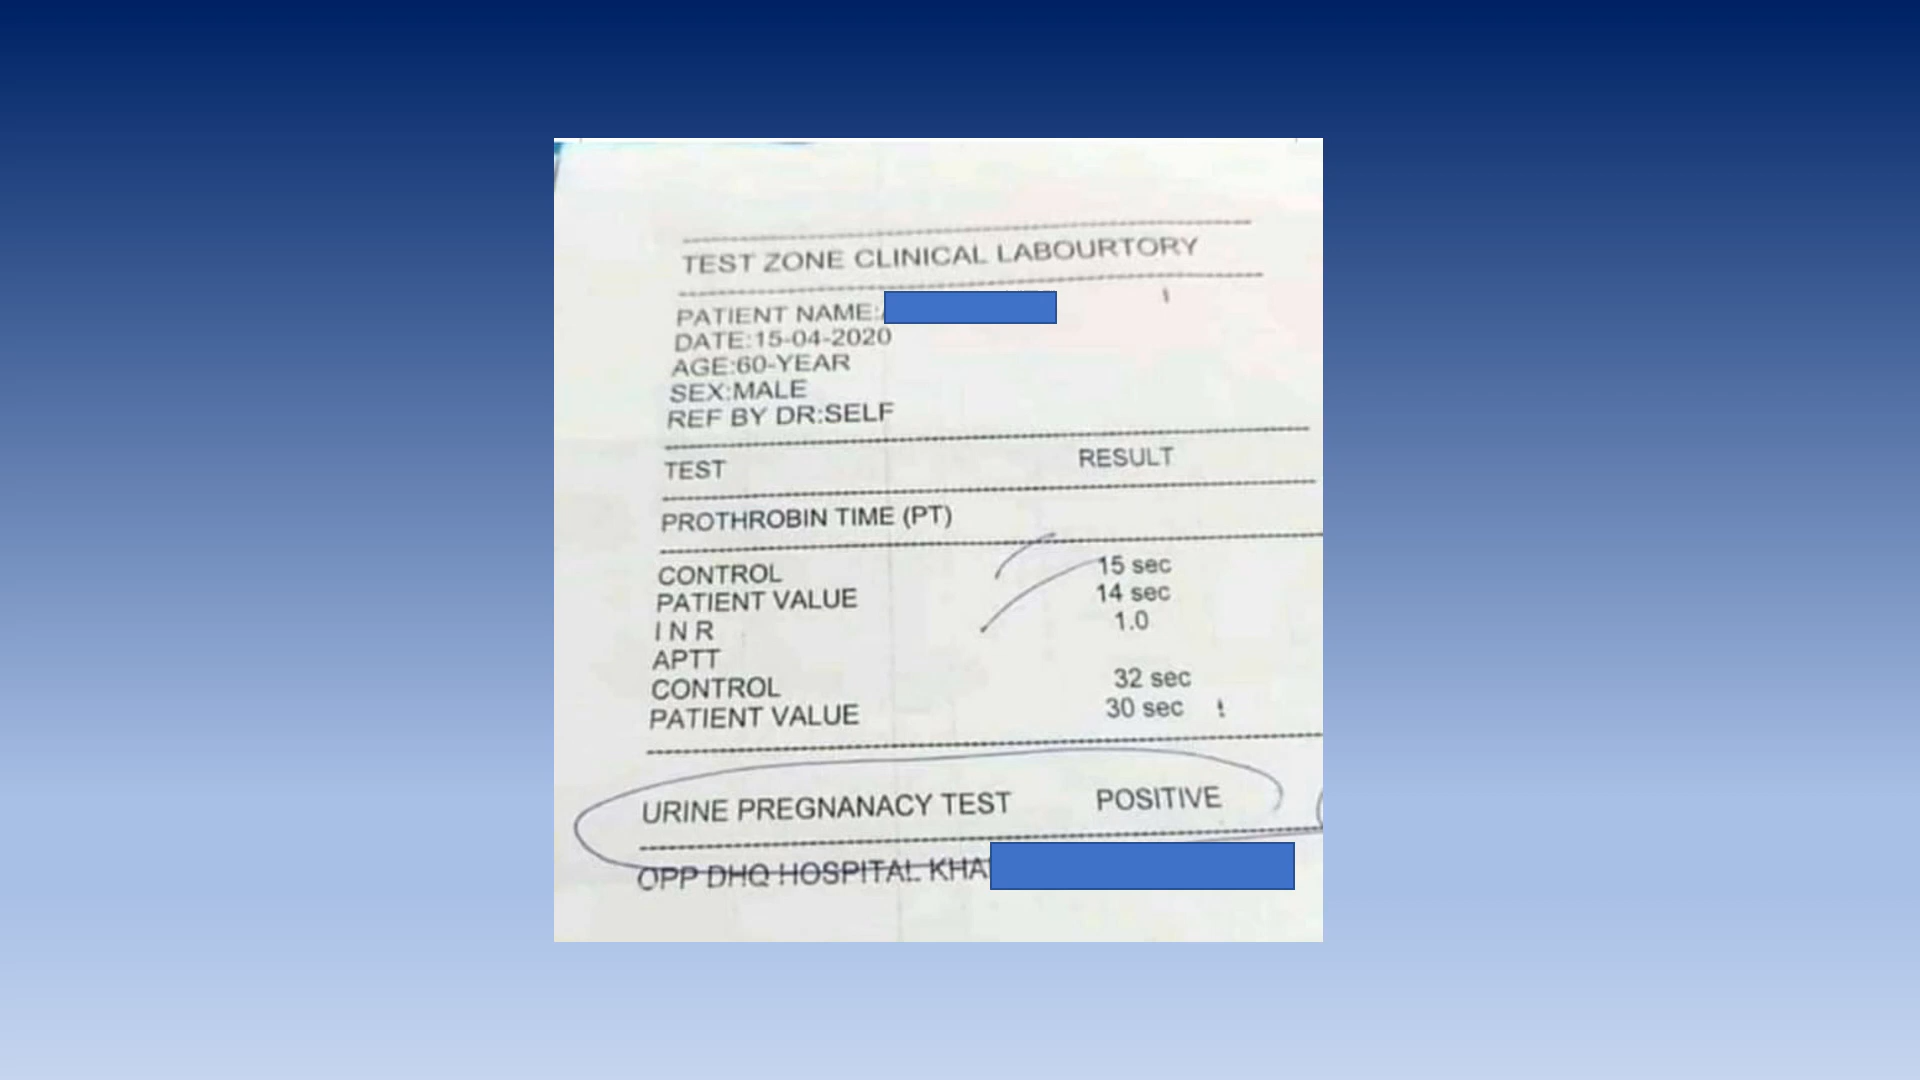 TEST ZONE CLINICAL LABOURTORY
PATIENT NAME:
DATE:15-04-2020
AGE:60-YEAR
SEX:MALE
REF BY DR:SELF
TEST RESULT
PROTHROBIN TIME (PT)
CONTROL 15 sec
PATIENT VALUE 14 sec
I N R 1.0
APTT
CONTROL 32 sec
PATIENT VALUE 30 sec
URINE PREGNANACY TEST POSITIVE
OPP DHQ HOSPITAL